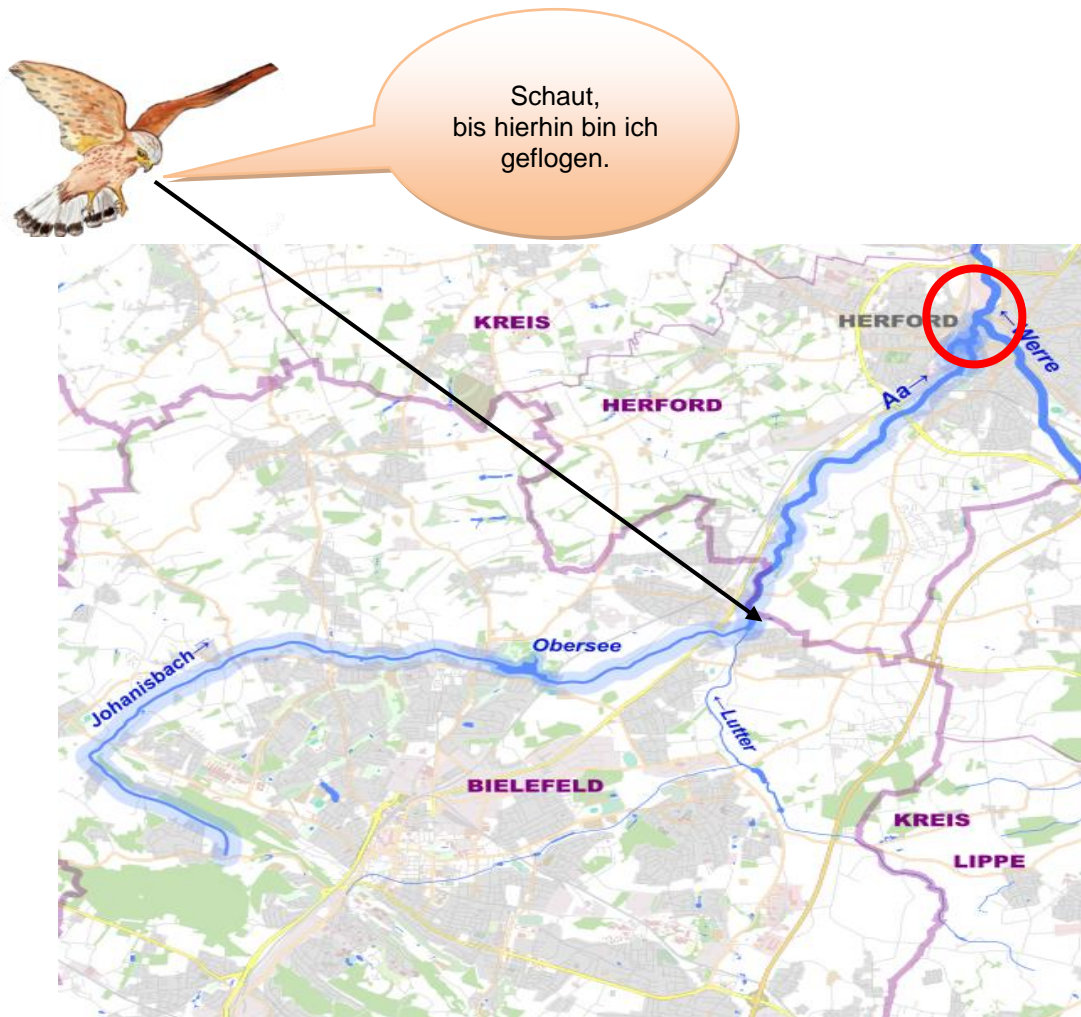 Schaut,
bis hierhin bin ich
geflogen.
KREIS
HERFORD
←Werre
Aa→
HERFORD
Obersee
Johanisbach→
←Lutter
BIELEFELD
KREIS
LIPPE